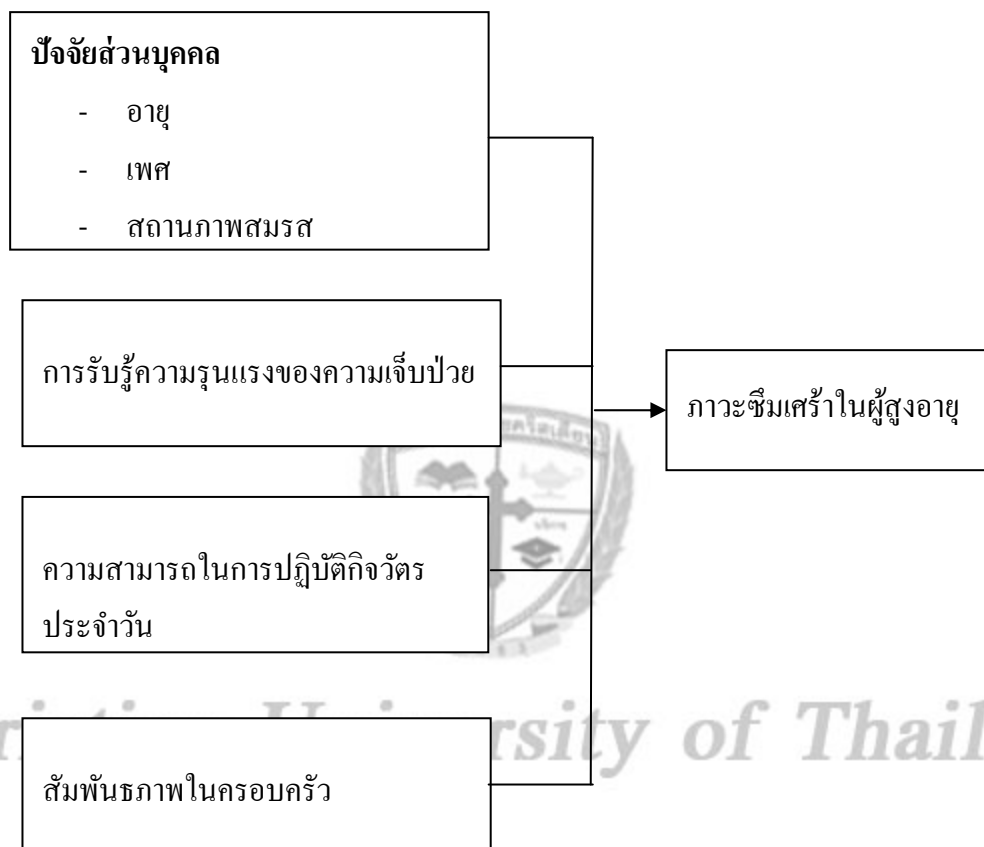 ปัจจัยส่วนบุคคล
- อายุ
- เพศ
- สถานภาพสมรส
การรับรู้ความรุนแรงของความเจ็บป่วย
ภาวะซึมเศร้าในผู้สูงอายุ
ความสามารถในการปฏิบัติกิจวัตร
ประจำวัน
สัมพันธภาพในครอบครัว
rsity of Thail